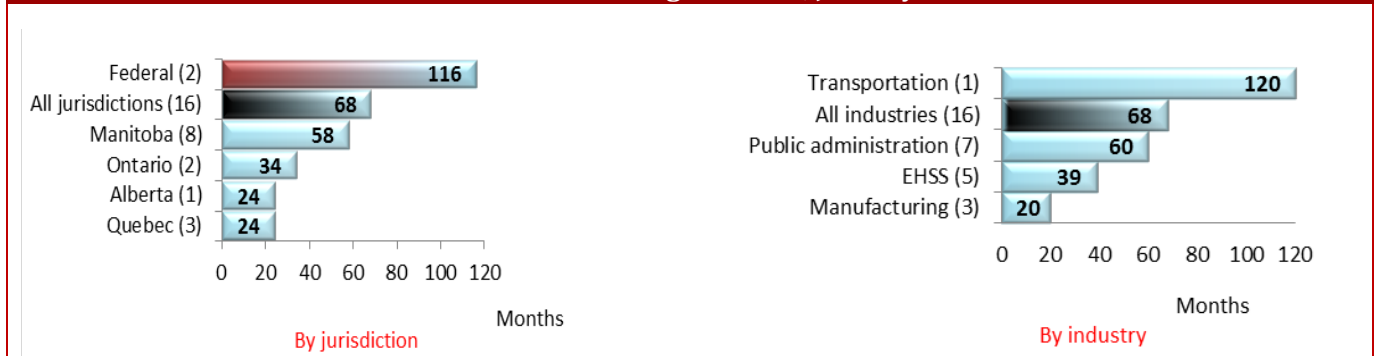 Federal (2) 116
All jurisdictions (16) 68
Manitoba (8) 58
Ontario (2) 34
Alberta (1) 24
Quebec (3) 24
0 20 40 60 80 100 120
Months
By jurisdiction
Transportation (1) 120
All industries (16) 68
Public administration (7) 60
EHSS (5) 39
Manufacturing (3) 20
0 20 40 60 80 100 120
Months
By industry